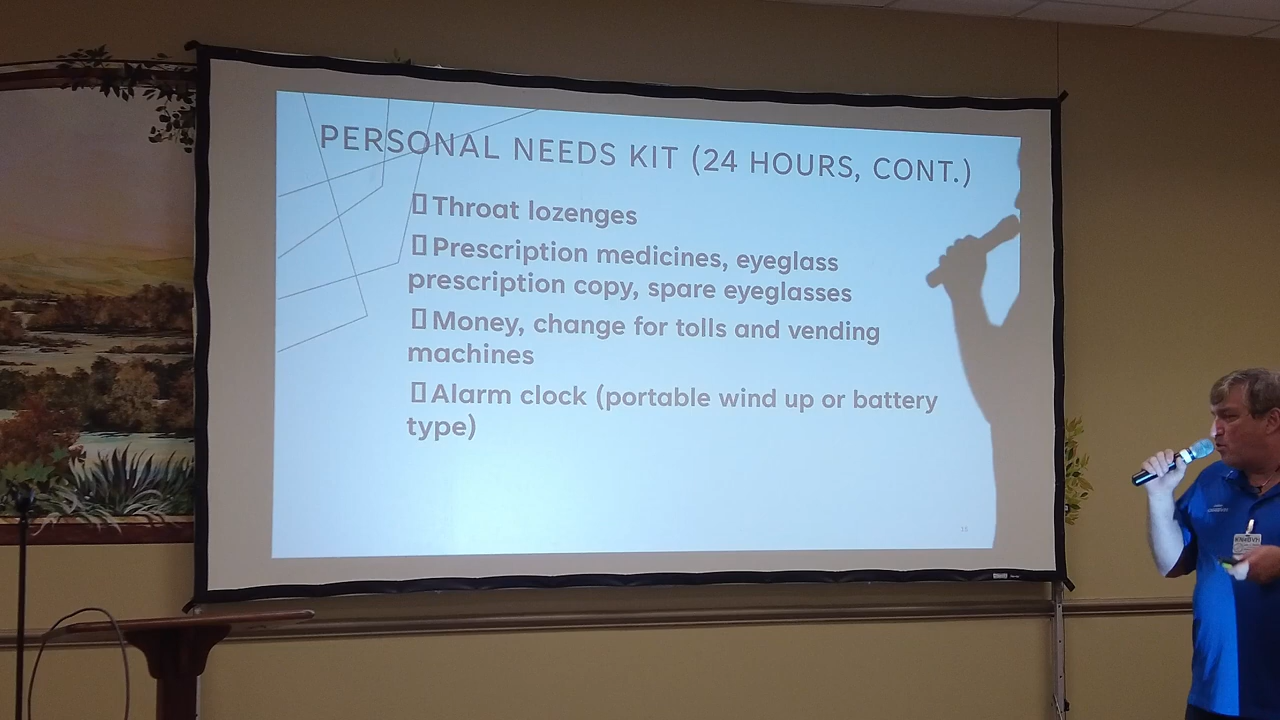 PERSONAL NEEDS KIT (24 HOURS, CONT.)
Throat lozenges
Prescription medicines, eyeglass
prescription copy, spare eyeglasses
Money, change for tolls and vending
machines
Alarm clock (portable wind up or battery
type)
16